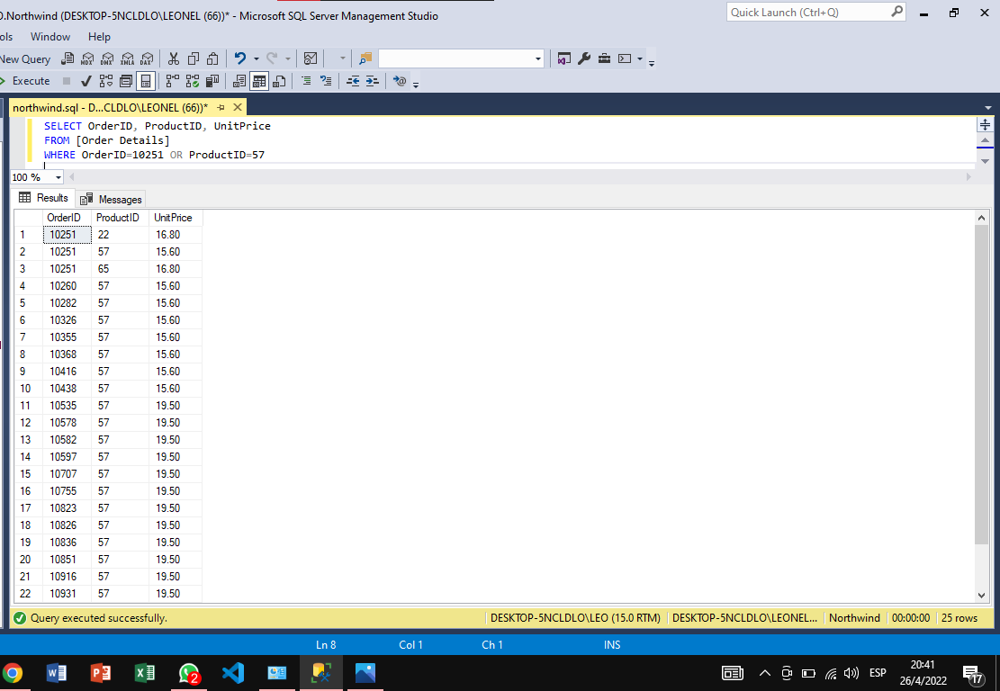 O.Northwind (DESKTOP-5NCLDLO\LEONEL (66))* - Microsoft SQL Server Management Studio
Quick Launch (Ctrl+Q)
ols Window Help
New Query
MDX DMX XMLA DAX
Execute
northwind.sql - D...CLDLO\LEONEL (66))*
SELECT OrderID, ProductID, UnitPrice
FROM [Order Details]
WHERE OrderID=10251 OR ProductID=57
100 %
Results Messages
OrderID ProductID UnitPrice
1 10251 22 16.80
2 10251 57 15.60
3 10251 65 16.80
4 10260 57 15.60
5 10282 57 15.60
6 10326 57 15.60
7 10355 57 15.60
8 10368 57 15.60
9 10416 57 15.60
10 10438 57 15.60
11 10535 57 19.50
12 10578 57 19.50
13 10582 57 19.50
14 10597 57 19.50
15 10707 57 19.50
16 10755 57 19.50
17 10823 57 19.50
18 10826 57 19.50
19 10836 57 19.50
20 10851 57 19.50
21 10916 57 19.50
22 10931 57 19.50
Query executed successfully. DESKTOP-5NCLDLO\LEO (15.0 RTM) DESKTOP-5NCLDLO\LEONEL... Northwind 00:00:00 25 rows
Ln 8 Col 1 Ch 1 INS
2 ESP 20:41
26/4/2022 17